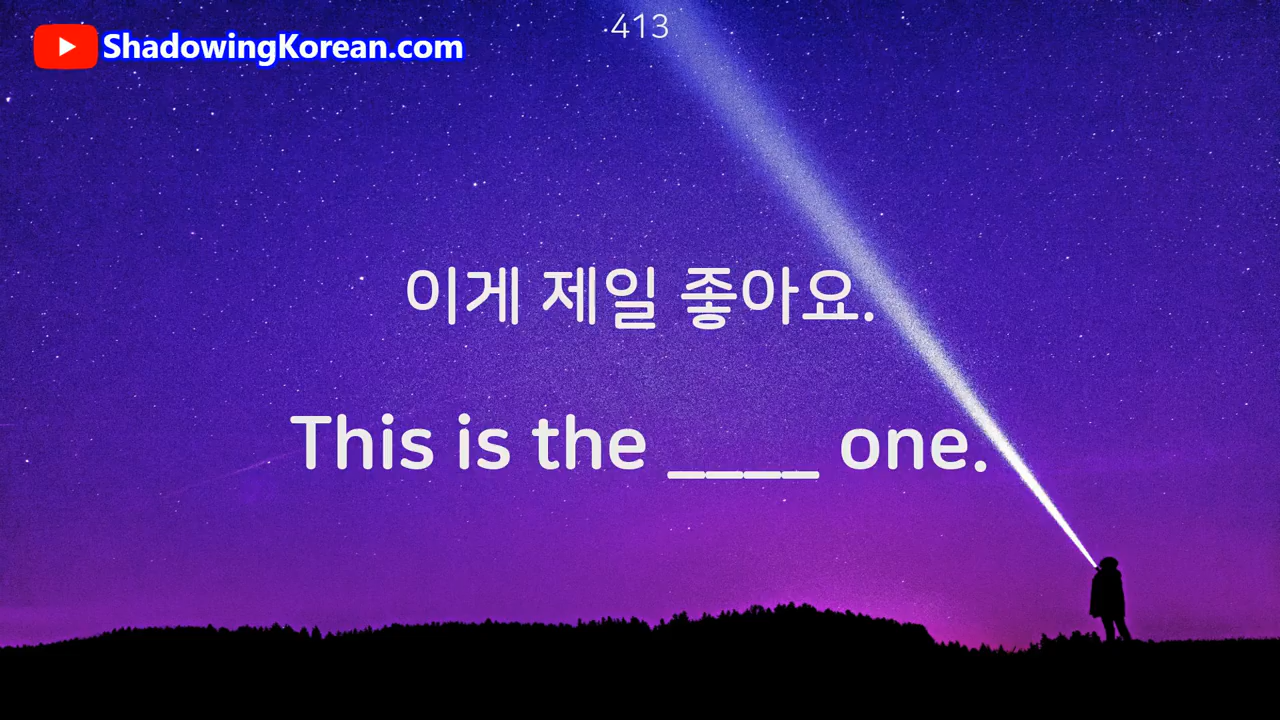 413
ShadowingKorean.com
이게 제일 좋아요.
This is the ____ one.